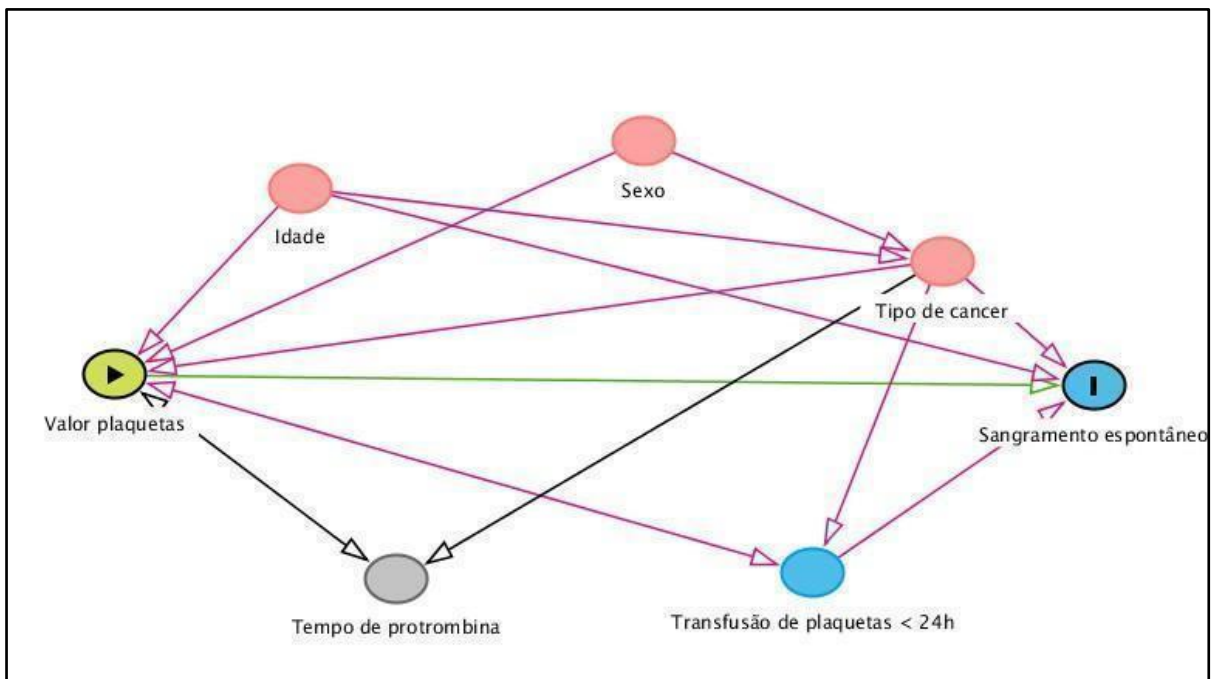 Sexo
Idade
Tipo de cancer
Valor plaquetas
Sangramento espontâneo
Tempo de protrombina
Transfusão de plaquetas < 24h